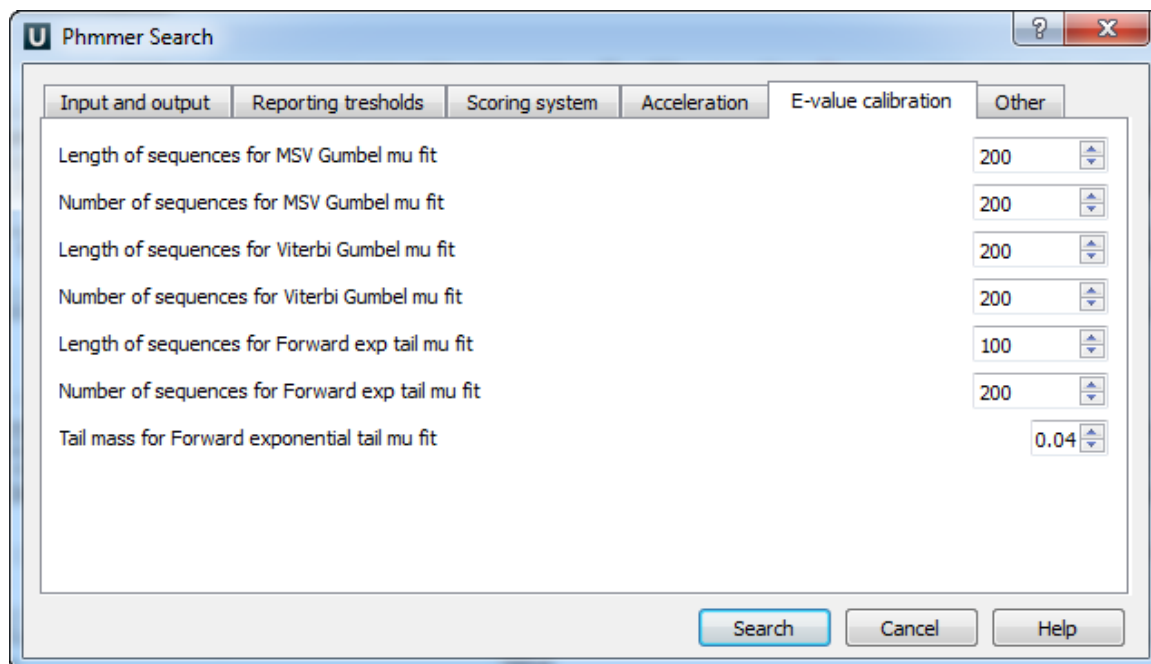 U Phmmer Search
Input and output Reporting tresholds Scoring system Acceleration E-value calibration Other
Length of sequences for MSV Gumbel mu fit 200
Number of sequences for MSV Gumbel mu fit 200
Length of sequences for Viterbi Gumbel mu fit 200
Number of sequences for Viterbi Gumbel mu fit 200
Length of sequences for Forward exp tail mu fit 100
Number of sequences for Forward exp tail mu fit 200
Tail mass for Forward exponential tail mu fit 0.04
Search Cancel Help